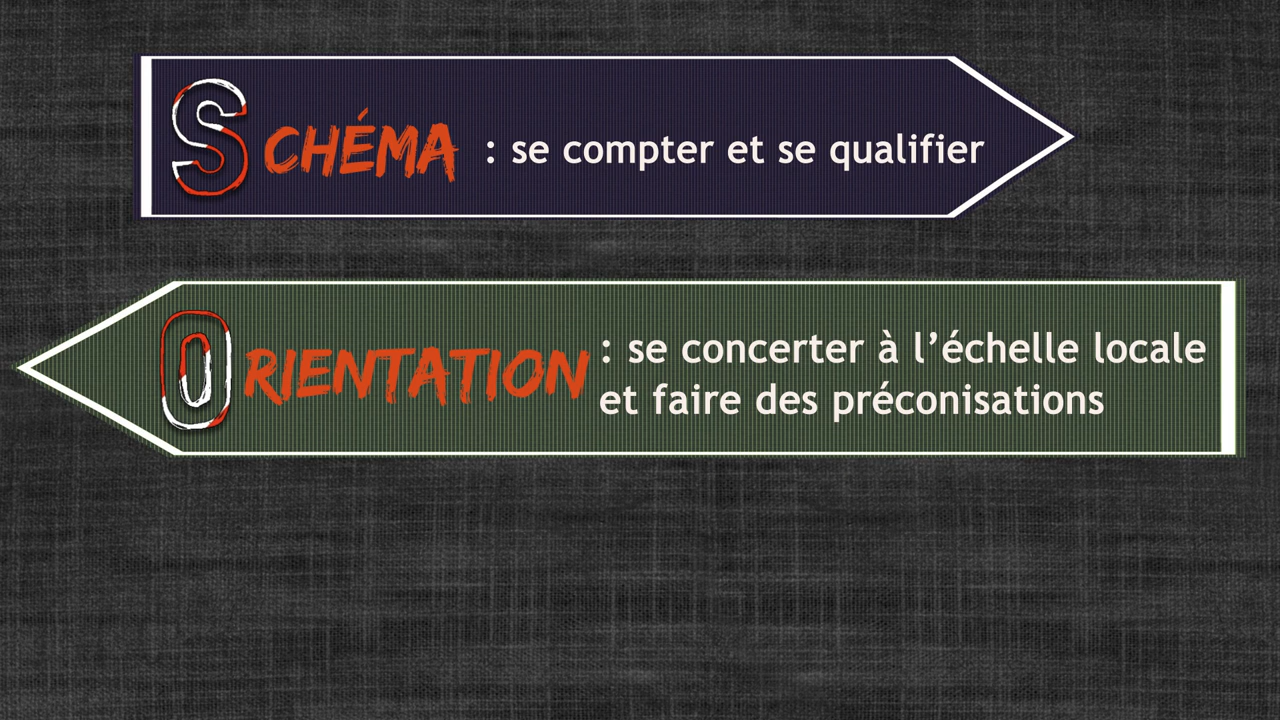 SCHÉMA : se compter et se qualifier
ORIENTATION : se concerter à l’échelle locale
et faire des préconisations